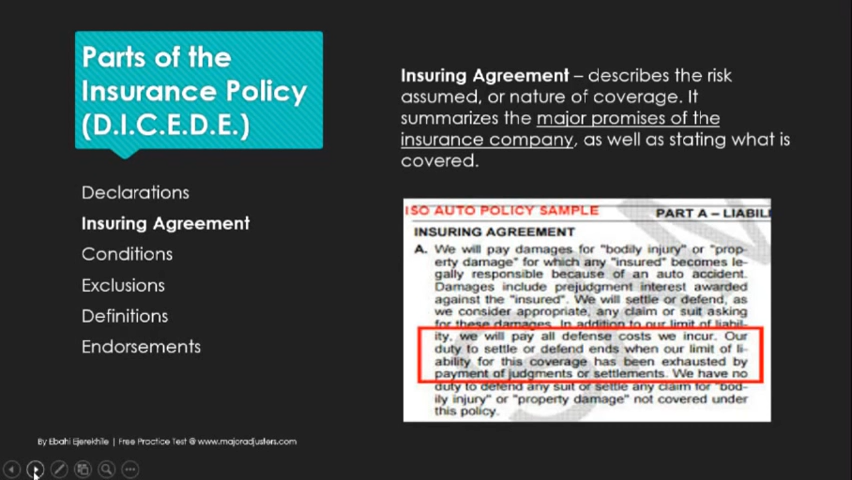 Parts of the
Insurance Policy
(D.I.C.E.D.E.)
Declarations
Insuring Agreement
Conditions
Exclusions
Definitions
Endorsements
Insuring Agreement – describes the risk
assumed, or nature of coverage. It
summarizes the major promises of the
insurance company, as well as stating what is
covered.
ISO AUTO POLICY SAMPLE PART A – LIABILI
INSURING AGREEMENT
A. We will pay damages for "bodily injury" or "prop-
erty damage" for which any "insured" becomes le-
gally responsible because of an auto accident.
Damages include prejudgment interest awarded
against the "insured". We will settle or defend, as
we consider appropriate, any claim or suit asking
for these damages. In addition to our limit of liabil-
ity, we will pay all defense costs we incur. Our
duty to settle or defend ends when our limit of li-
ability for this coverage has been exhausted by
payment of judgments or settlements. We have no
duty to defend any suit or settle any claim for "bod-
ily injury" or "property damage" not covered under
this policy.
By Ebahi Ejerekhile | Free Practice Test @ www.majoradjusters.com